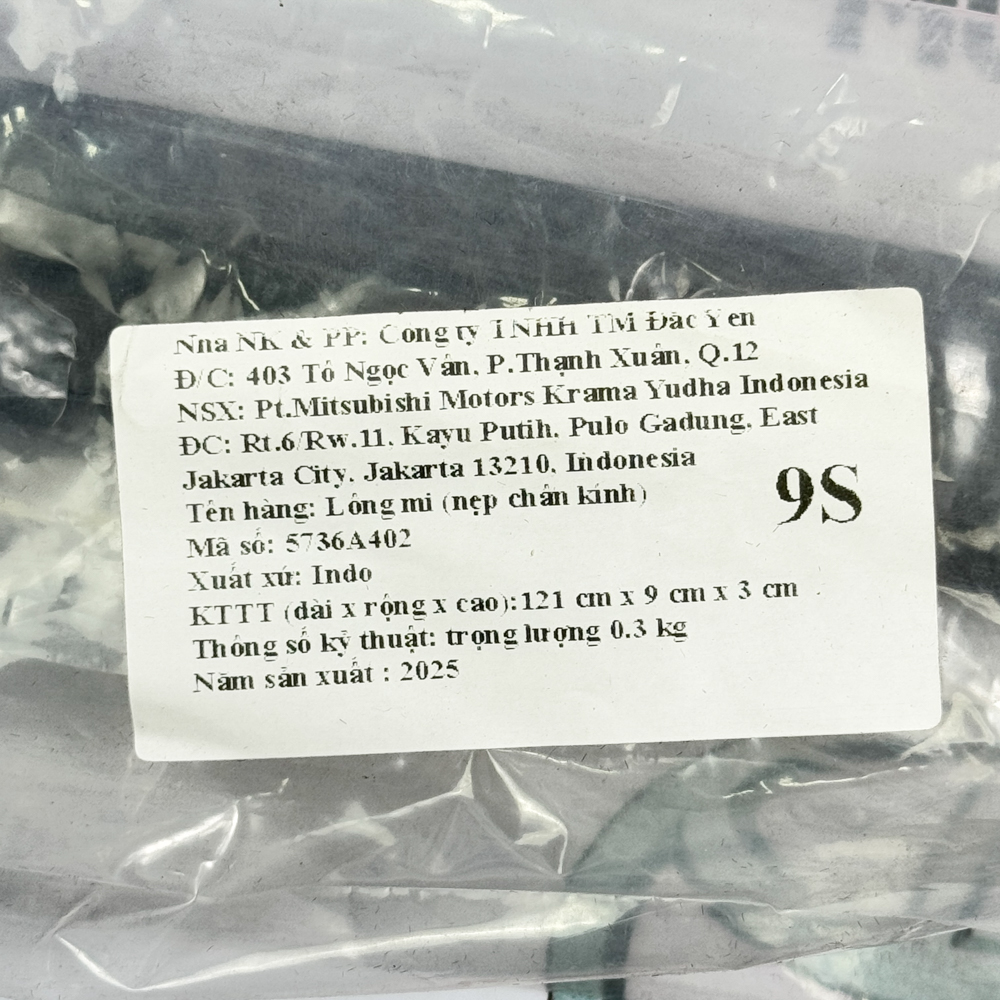 Nhà NK & PP: Công ty TNHH TM Đắc Yến
Đ/C: 403 Tô Ngọc Vân, P.Thạnh Xuân, Q.12
NSX: Pt.Mitsubishi Motors Krama Yudha Indonesia
ĐC: Rt.6/Rw.11, Kayu Putih, Pulo Gadung, East
Jakarta City, Jakarta 13210, Indonesia
Tên hàng: Lông mi (nẹp chân kính)
9S
Mã số: 5736A402
Xuất xứ: Indo
KTTT (dài x rộng x cao):121 cm x 9 cm x 3 cm
Thông số kỹ thuật: trọng lượng 0.3 kg
Năm sản xuất : 2025